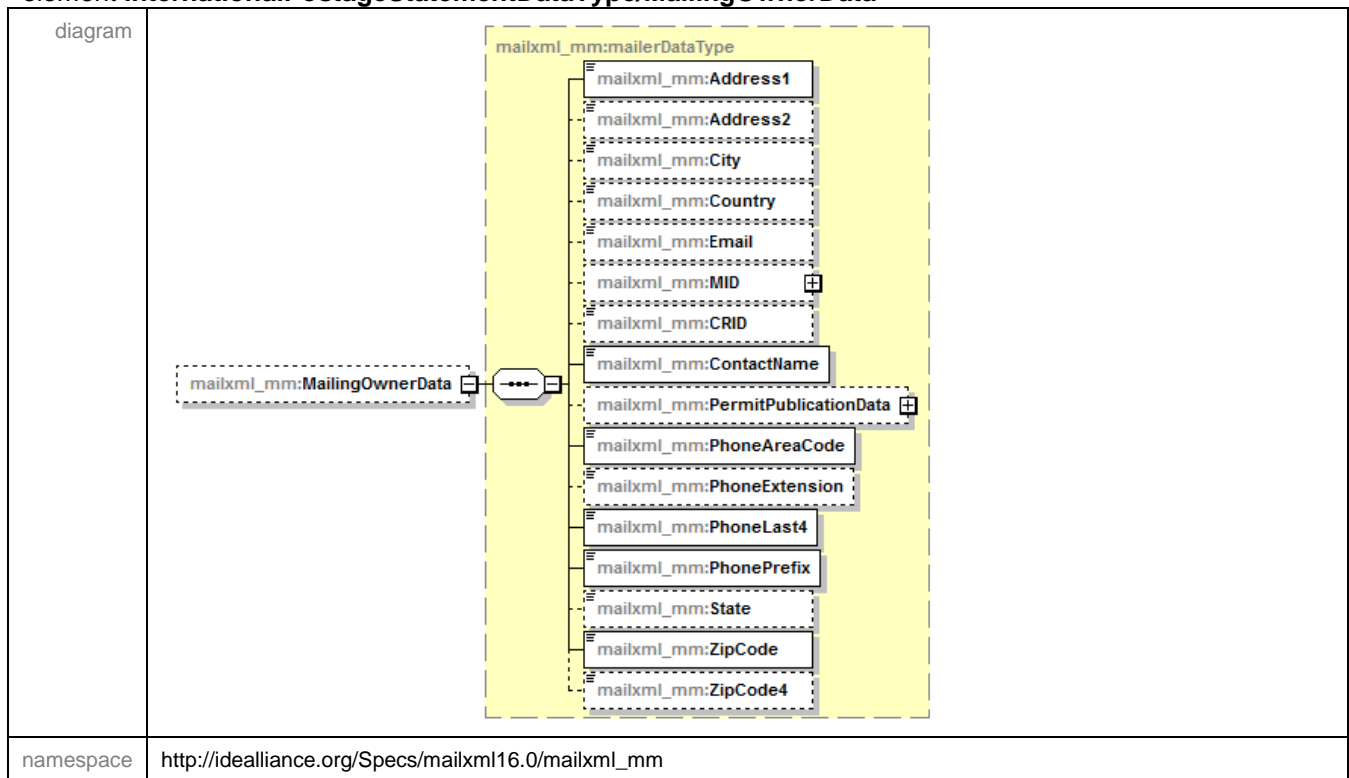 diagram
mailxml_mm:mailerDataType
mailxml_mm:Address1
mailxml_mm:Address2
mailxml_mm:City
mailxml_mm:Country
mailxml_mm:Email
mailxml_mm:MID
mailxml_mm:CRID
mailxml_mm:ContactName
mailxml_mm:MailingOwnerData
mailxml_mm:PermitPublicationData
mailxml_mm:PhoneAreaCode
mailxml_mm:PhoneExtension
mailxml_mm:PhoneLast4
mailxml_mm:PhonePrefix
mailxml_mm:State
mailxml_mm:ZipCode
mailxml_mm:ZipCode4
namespace http://idealliance.org/Specs/mailxml16.0/mailxml_mm